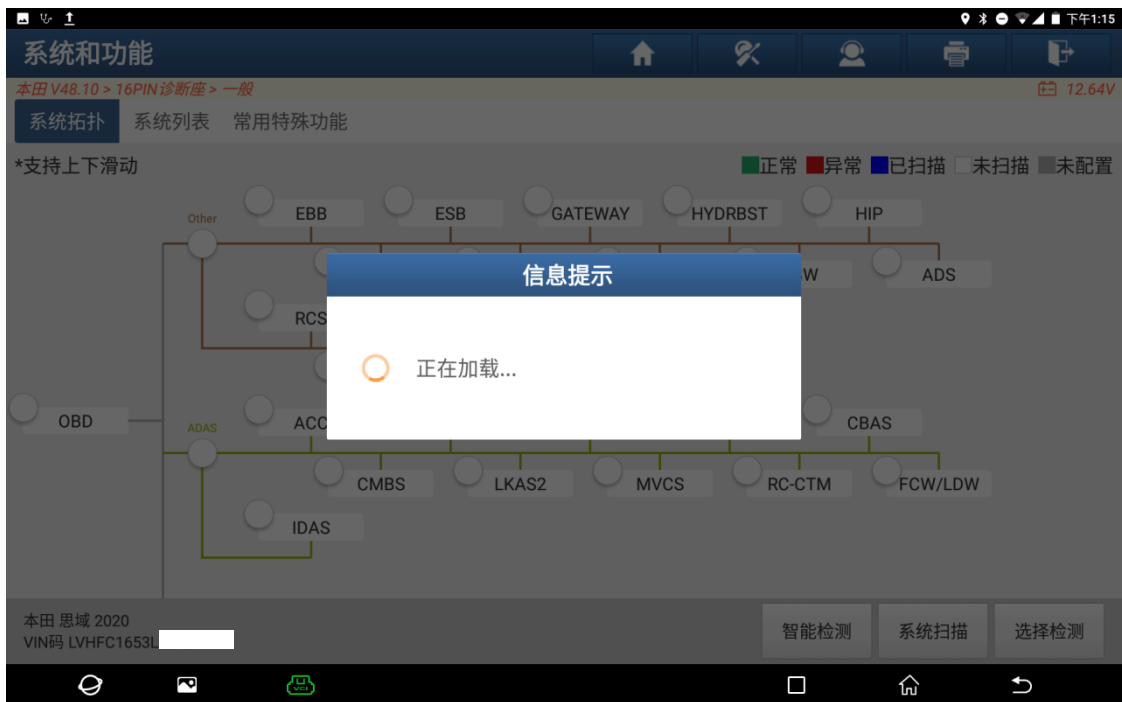 下午1:15
系统和功能
本田 V48.10 > 16PIN诊断座 > 一般
12.64V
系统拓扑 系统列表 常用特殊功能
*支持上下滑动
正常 异常 已扫描 未扫描 未配置
Other
EBB ESB GATEWAY HYDRBST HIP
W ADS
RCS
信息提示
正在加载...
OBD
ADAS
ACC CBAS
CMBS LKAS2 MVCS RC-CTM FCW/LDW
IDAS
本田 思域 2020
VIN码 LVHFC1653L
智能检测 系统扫描 选择检测
VCI